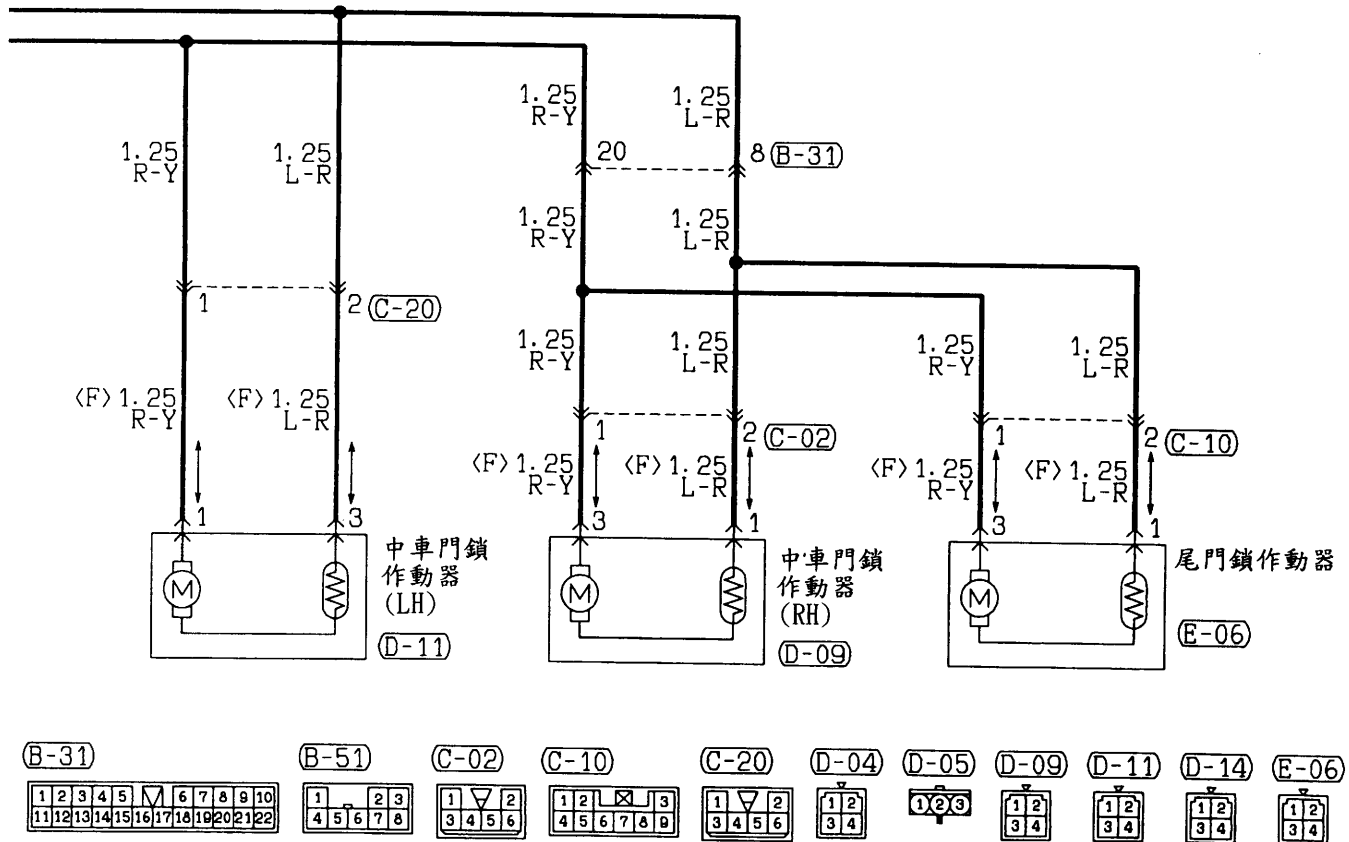 1.25
R-Y
1.25
L-R
1.25
R-Y
1.25
L-R
20
8 (B-31)
1.25
R-Y
1.25
L-R
1
2 (C-20)
1.25
R-Y
1.25
L-R
1.25
R-Y
1.25
L-R
<F> 1.25
R-Y
<F> 1.25
L-R
1
2 (C-02)
1
2 (C-10)
<F> 1.25
R-Y
<F> 1.25
L-R
<F> 1.25
R-Y
<F> 1.25
L-R
1
3
3
1
3
1
M
中車門鎖
作動器
(LH)
(D-11)
M
中車門鎖
作動器
(RH)
(D-09)
M
尾門鎖作動器
(E-06)
(B-31)
1 2 3 4 5 6 7 8 9 10
11 12 13 14 15 16 17 18 19 20 21 22
(B-51)
1 2 3
4 5 6 7 8
(C-02)
1 2
3 4 5 6
(C-10)
1 2 3
4 5 6 7 8 9
(C-20)
1 2
3 4 5 6
(D-04)
1 2
3 4
(D-05)
1 2 3
(D-09)
1 2
3 4
(D-11)
1 2
3 4
(D-14)
1 2
3 4
(E-06)
1 2
3 4